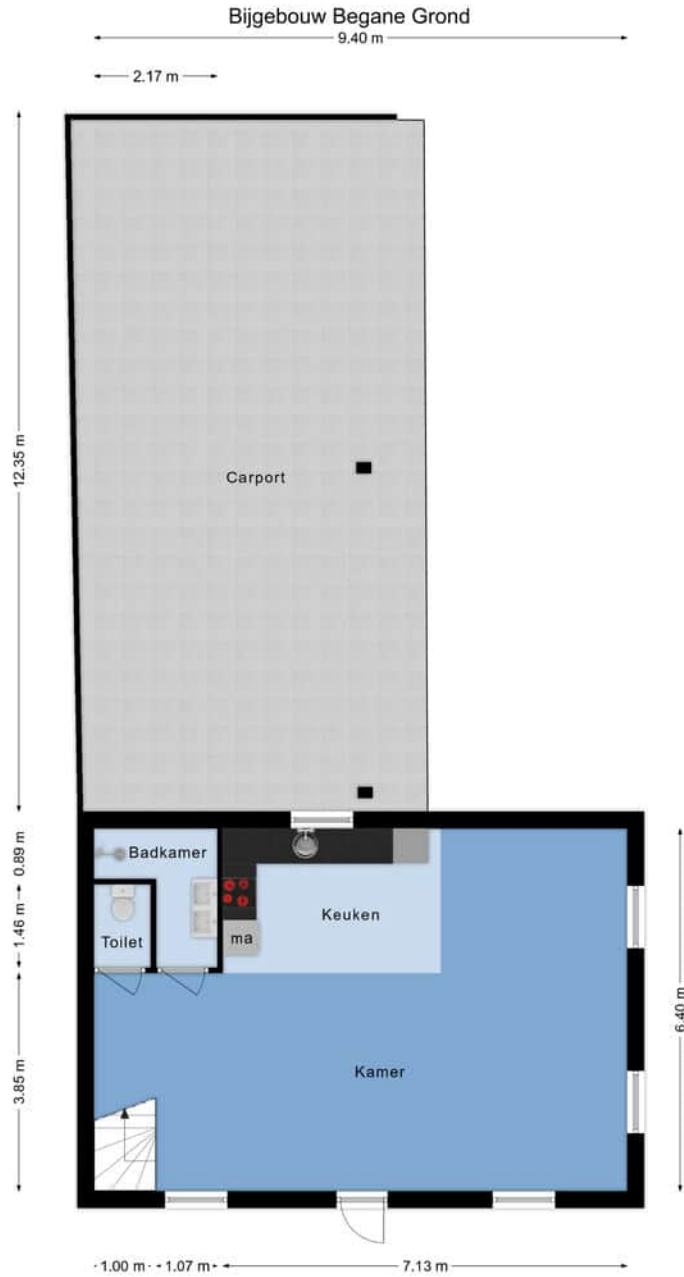 Bijgebouw Begane Grond
9.40 m
2.17 m
12.35 m
Carport
0.89 m
Badkamer
1.46 m
Toilet
ma
Keuken
6.40 m
3.85 m
Kamer
1.00 m
1.07 m
7.13 m